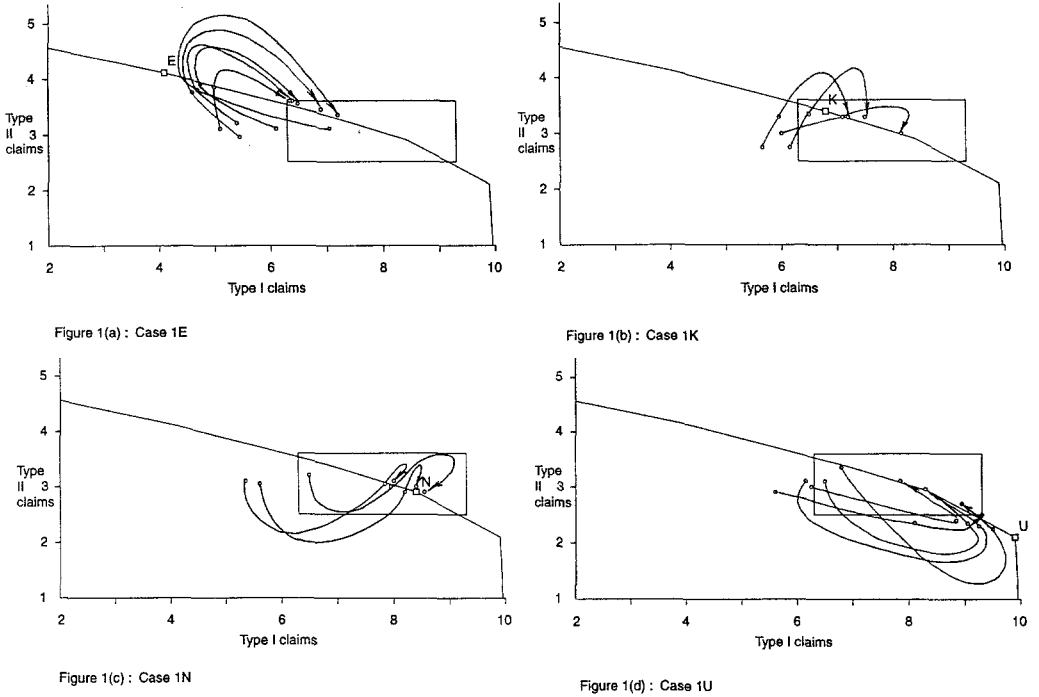 5
E
4
Type
II
claims
3
2
1
2
4
6
8
10
Type I claims
Figure 1(a) : Case 1E
5
4
K
Type
II
claims
3
2
1
2
4
6
8
10
Type I claims
Figure 1(b) : Case 1K
5
4
Type
II
claims
3
N
2
1
2
4
6
8
10
Type I claims
Figure 1(c) : Case 1N
5
4
Type
II
claims
3
2
U
1
2
4
6
8
10
Type I claims
Figure 1(d) : Case 1U